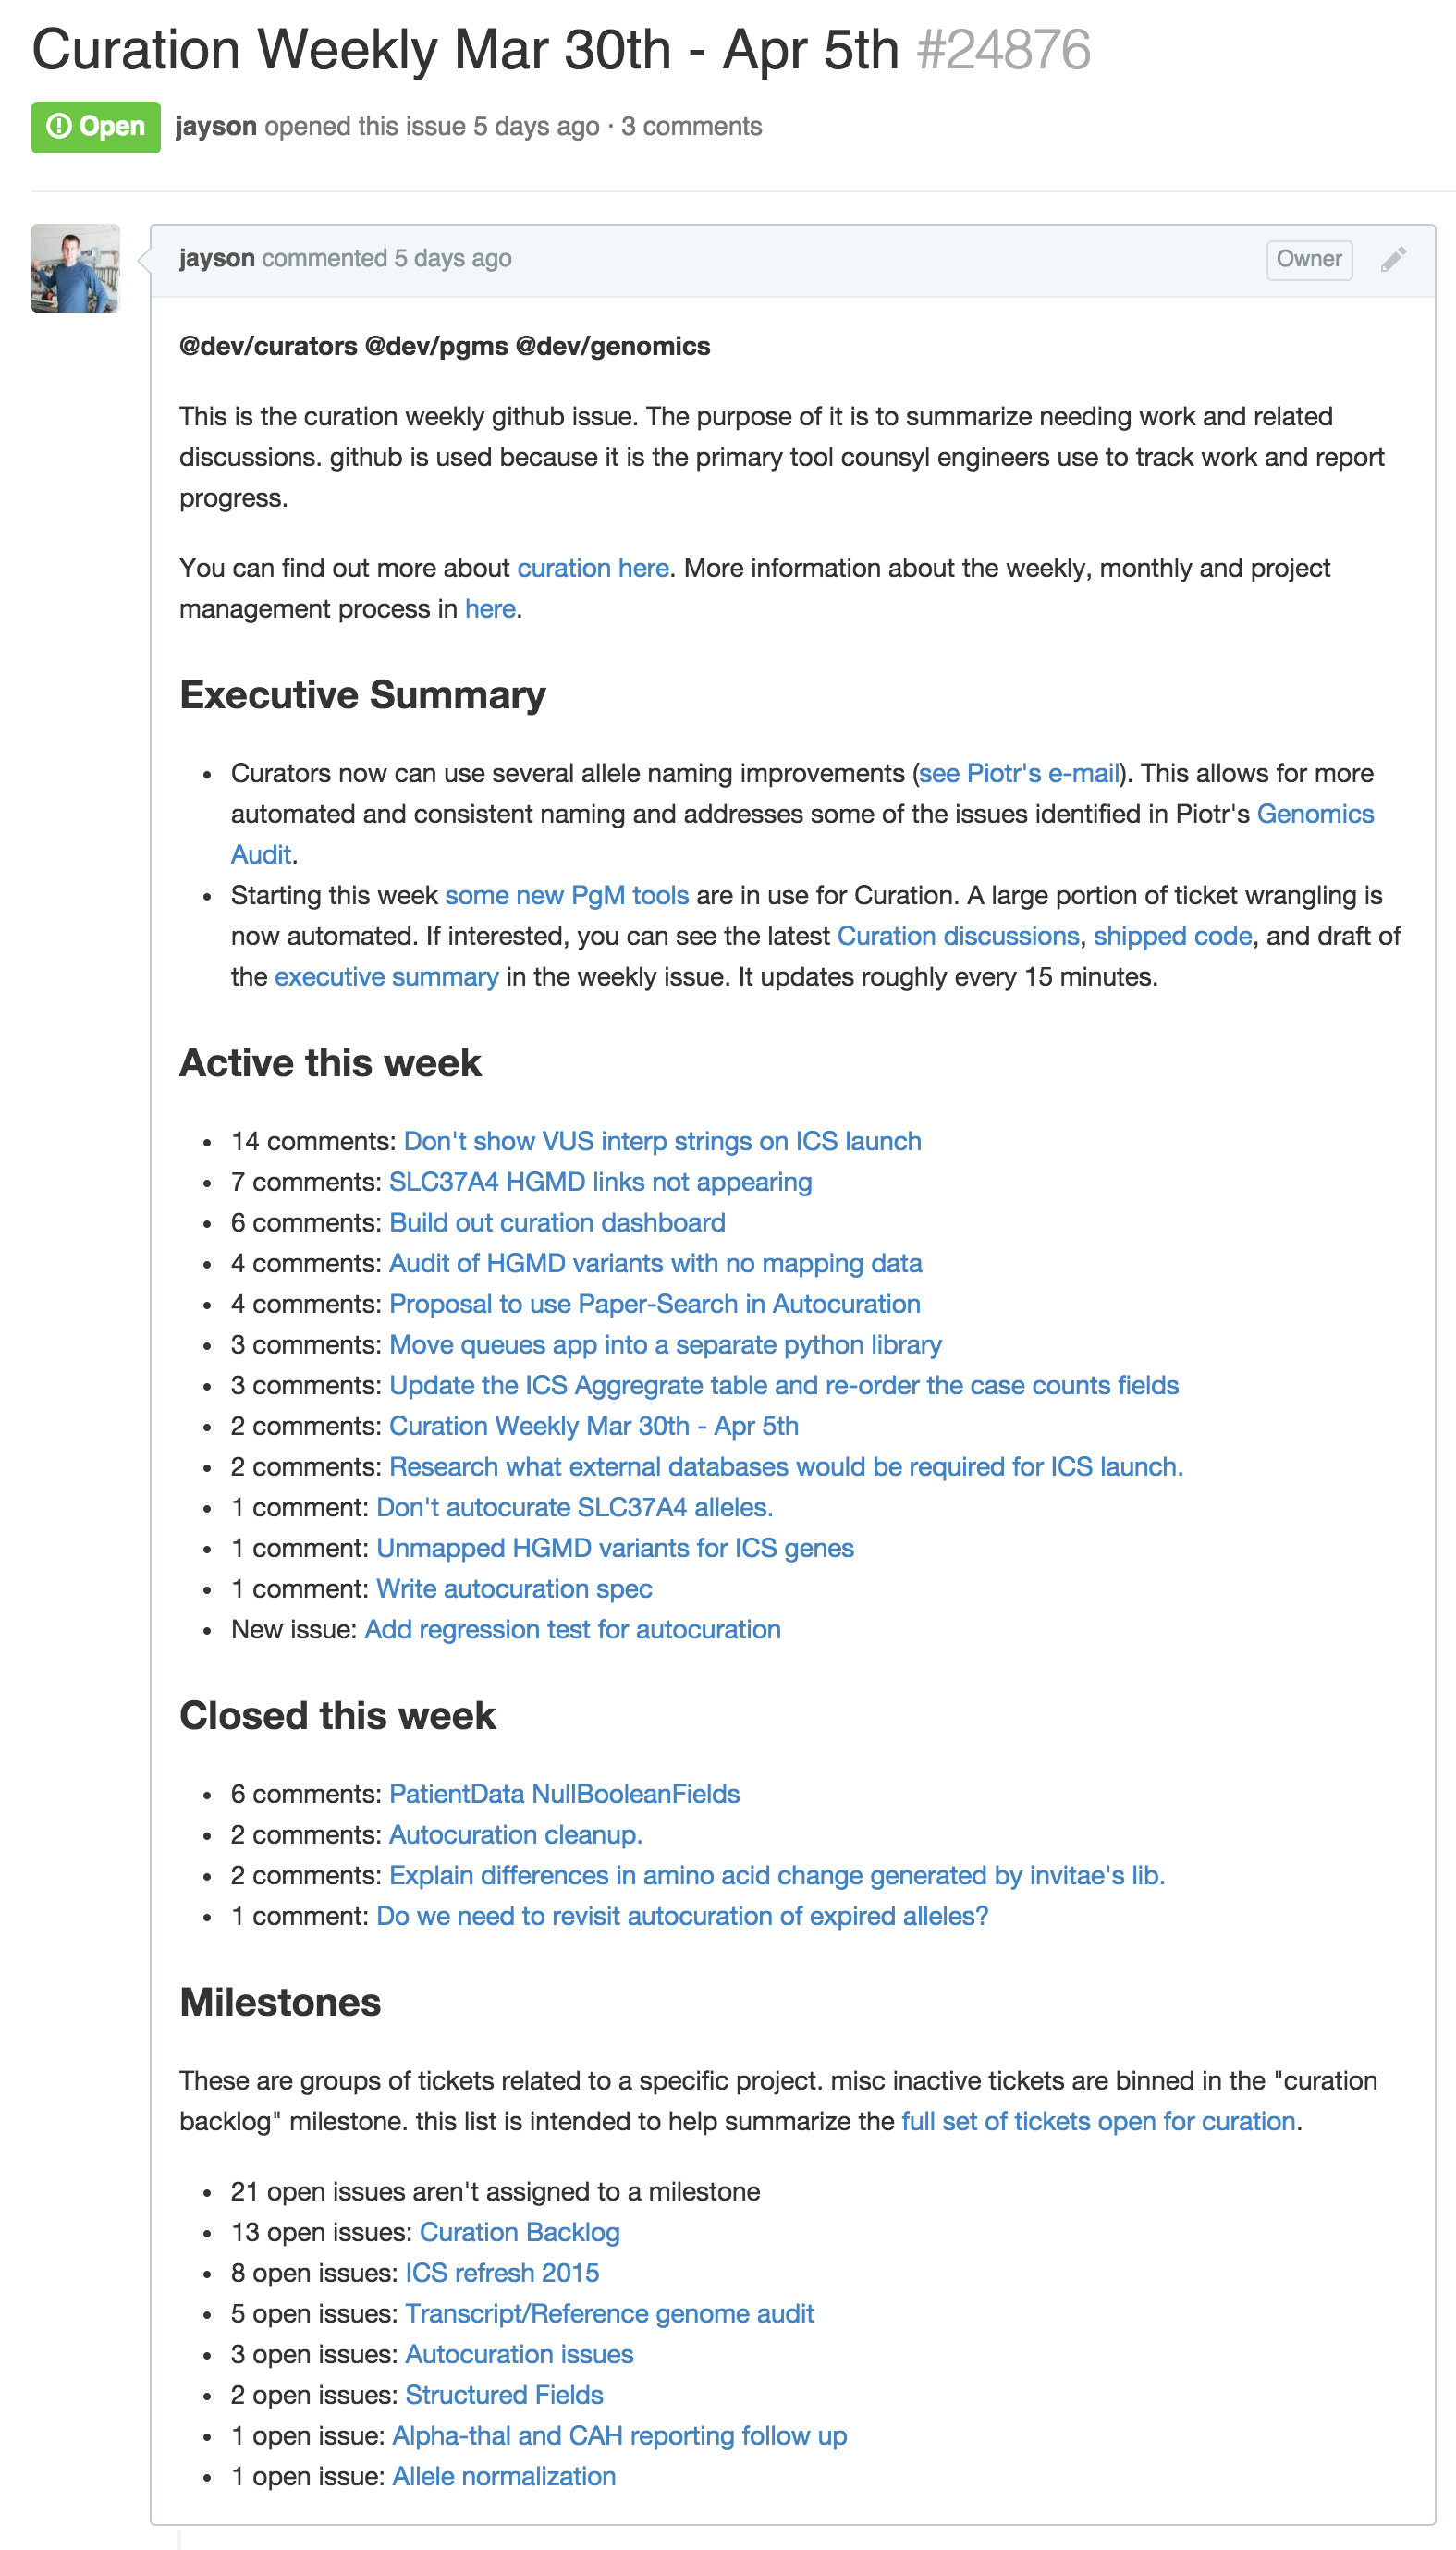 Curation Weekly Mar 30th - Apr 5th #24876
Open jayson opened this issue 5 days ago · 3 comments
jayson commented 5 days ago Owner
@dev/curators @dev/pgms @dev/genomics
This is the curation weekly github issue. The purpose of it is to summarize needing work and related
discussions. github is used because it is the primary tool counsyl engineers use to track work and report
progress.
You can find out more about curation here. More information about the weekly, monthly and project
management process in here.
Executive Summary
• Curators now can use several allele naming improvements (see Piotr's e-mail). This allows for more
automated and consistent naming and addresses some of the issues identified in Piotr's Genomics
Audit.
• Starting this week some new PgM tools are in use for Curation. A large portion of ticket wrangling is
now automated. If interested, you can see the latest Curation discussions, shipped code, and draft of
the executive summary in the weekly issue. It updates roughly every 15 minutes.
Active this week
• 14 comments: Don't show VUS interp strings on ICS launch
• 7 comments: SLC37A4 HGMD links not appearing
• 6 comments: Build out curation dashboard
• 4 comments: Audit of HGMD variants with no mapping data
• 4 comments: Proposal to use Paper-Search in Autocuration
• 3 comments: Move queues app into a separate python library
• 3 comments: Update the ICS Aggregrate table and re-order the case counts fields
• 2 comments: Curation Weekly Mar 30th - Apr 5th
• 2 comments: Research what external databases would be required for ICS launch.
• 1 comment: Don't autocurate SLC37A4 alleles.
• 1 comment: Unmapped HGMD variants for ICS genes
• 1 comment: Write autocuration spec
• New issue: Add regression test for autocuration
Closed this week
• 6 comments: PatientData NullBooleanFields
• 2 comments: Autocuration cleanup.
• 2 comments: Explain differences in amino acid change generated by invitae's lib.
• 1 comment: Do we need to revisit autocuration of expired alleles?
Milestones
These are groups of tickets related to a specific project. misc inactive tickets are binned in the "curation
backlog" milestone. this list is intended to help summarize the full set of tickets open for curation.
• 21 open issues aren't assigned to a milestone
• 13 open issues: Curation Backlog
• 8 open issues: ICS refresh 2015
• 5 open issues: Transcript/Reference genome audit
• 3 open issues: Autocuration issues
• 2 open issues: Structured Fields
• 1 open issue: Alpha-thal and CAH reporting follow up
• 1 open issue: Allele normalization